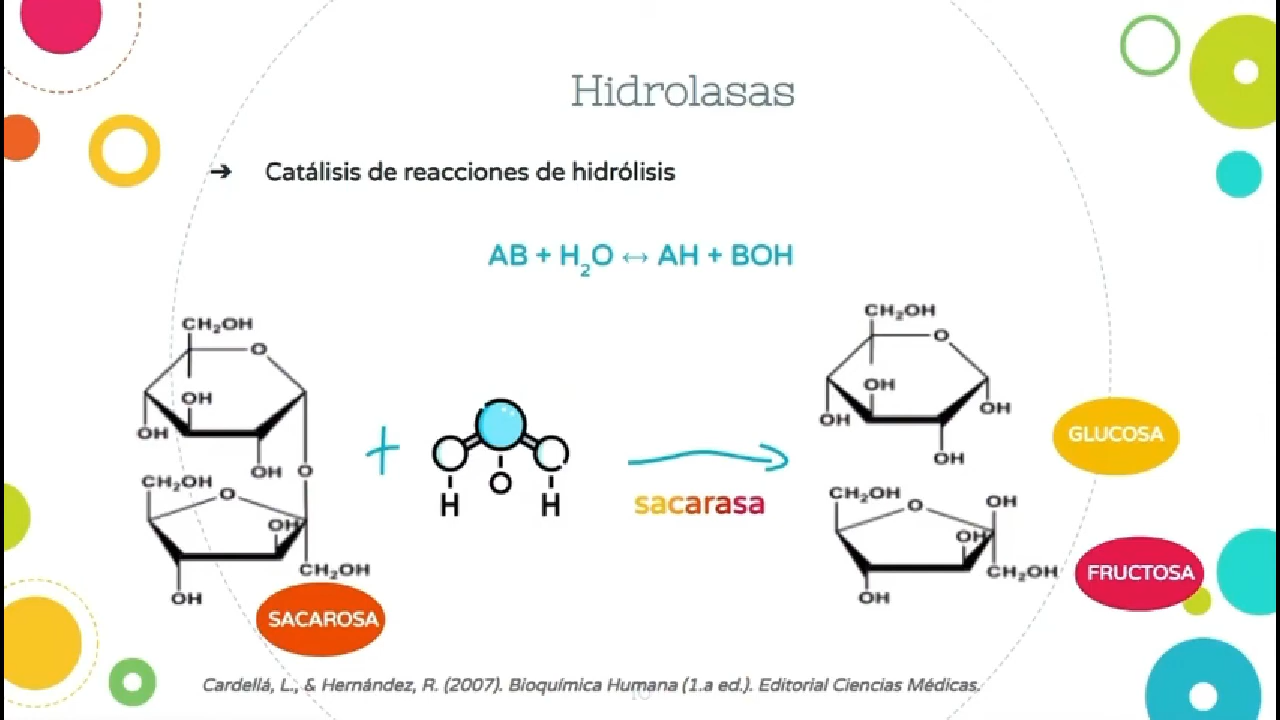 Hidrolasas
➔ Catálisis de reacciones de hidrólisis
AB + H₂O ↔ AH + BOH
CH₂OH
O
OH
OH
OH
O
CH₂OH
O
OH
CH₂OH
OH
SACAROSA
+
H
O
H
sacarasa
CH₂OH
O
OH
OH
OH
OH
GLUCOSA
CH₂OH
O
OH
OH
CH₂OH
OH
FRUCTOSA
Cardellá, L., & Hernández, R. (2007). Bioquímica Humana (1.a ed.). Editorial Ciencias Médicas.
10